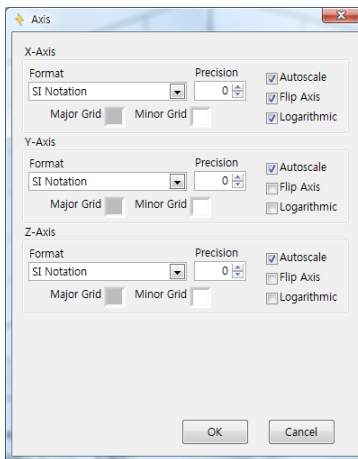 Axis
X-Axis
Format Precision
SI Notation 0
Autoscale
Flip Axis
Logarithmic
Major Grid Minor Grid
Y-Axis
Format Precision
SI Notation 0
Autoscale
Flip Axis
Logarithmic
Major Grid Minor Grid
Z-Axis
Format Precision
SI Notation 0
Autoscale
Flip Axis
Logarithmic
Major Grid Minor Grid
OK Cancel